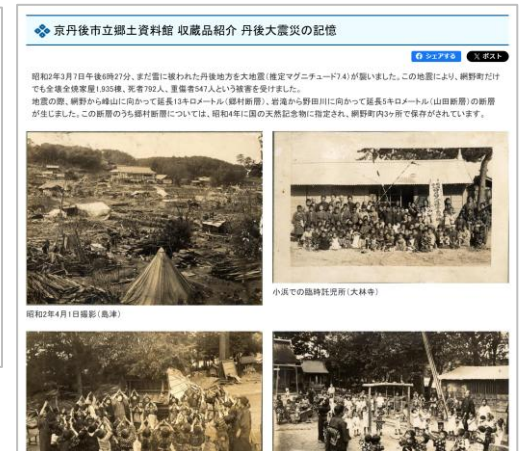 京丹後市立郷土資料館 収蔵品紹介 丹後大震災の記憶
シェアする
ポスト
昭和2年3月7日午後6時27分、まだ雪に被われた丹後地方を大地震(推定マグニチュード7.4)が襲いました。この地震により、網野町だけ
でも全壊全焼家屋1,935棟、死者792人、重傷者547人という被害を受けました。
地震の際、網野から峰山に向かって延長13キロメートル(郷村断層)、岩滝から野田川に向かって延長5キロメートル(山田断層)の断層
が生じました。この断層のうち郷村断層については、昭和4年に国の天然記念物に指定され、網野町内3ヶ所で保存がされています。
小浜での臨時託児所(大林寺)
昭和2年4月1日撮影(島津)